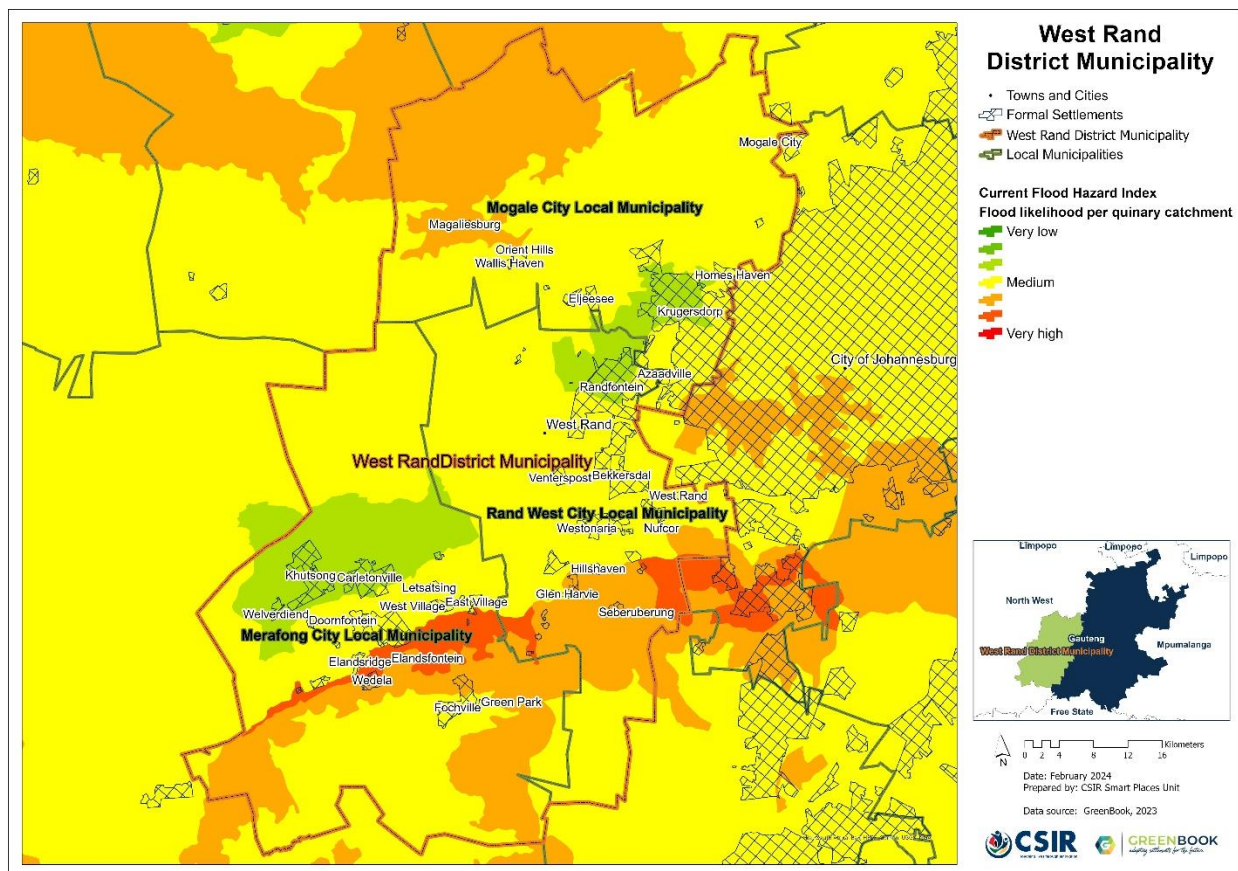 West Rand
District Municipality
Towns and Cities
Formal Settlements
West Rand District Municipality
Local Municipalities
Current Flood Hazard Index
Flood likelihood per quinary catchment
Very low
Medium
Very high
Mogale City
Mogale City Local Municipality
Magaliesburg
Orient Hills
Wallis Haven
Homes Haven
Eljeesee
Krugersdorp
City of Johannesburg
Azaadville
Randfontein
West Rand
West RandDistrict Municipality
Venterspost
Bekkersdal
West Rand
Rand West City Local Municipality
Westonaria
Nufcor
Hillshaven
Khutsong
Carletonville
Letsatsing
Glen Harvie
West Village
East Village
Seberuberung
Welverdiend
Doornfontein
Merafong City Local Municipality
Elandsridge
Elandsfontein
Wedela
Fochville
Green Park
Limpopo
Limpopo
Limpopo
North West
Gauteng
Mpumalanga
West Rand District Municipality
Free State
N
0 2 4 8 12 16
Kilometers
Date: February 2024
Prepared by: CSIR Smart Places Unit
Data source: GreenBook, 2023
CSIR
GREENBOOK
adapting settlements for the future